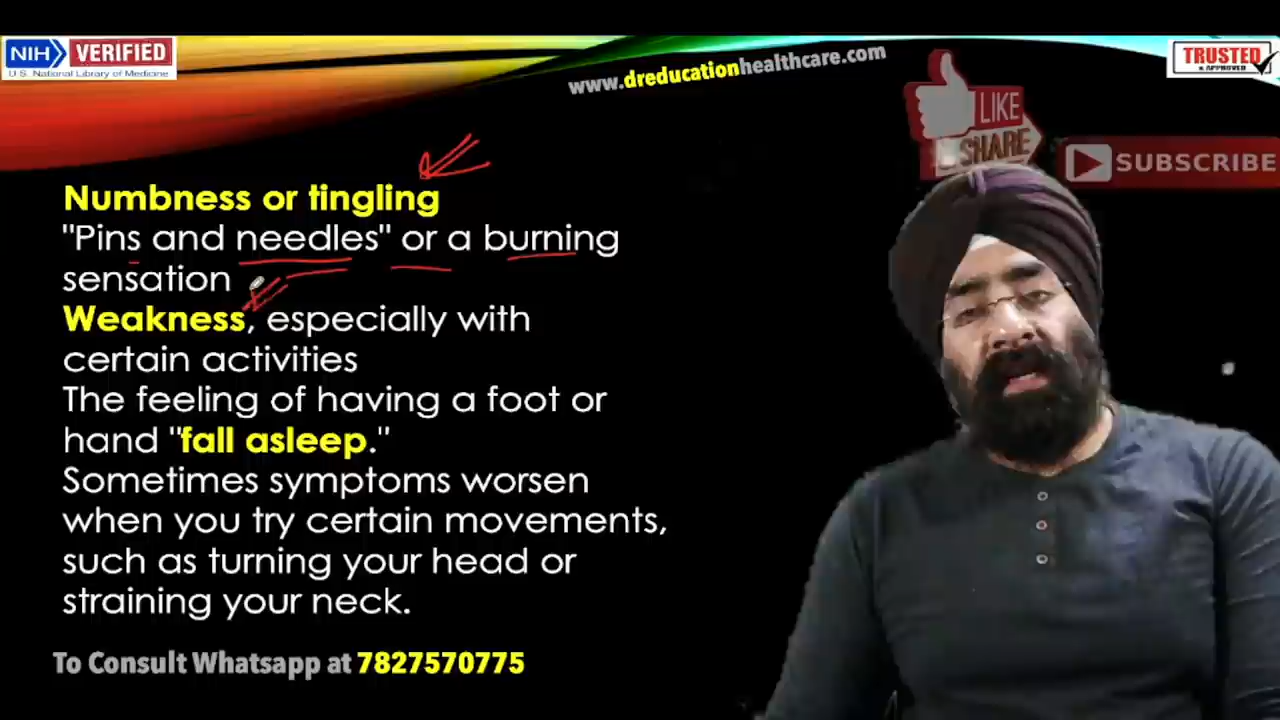 NIH VERIFIED
U.S. National Library of Medicine
www.dreducationhealthcare.com
TRUSTED
& APPROVED
LIKE
SHARE
SUBSCRIBE
Numbness or tingling
"Pins and needles" or a burning
sensation
Weakness, especially with
certain activities
The feeling of having a foot or
hand "fall asleep."
Sometimes symptoms worsen
when you try certain movements,
such as turning your head or
straining your neck.
To Consult Whatsapp at 7827570775